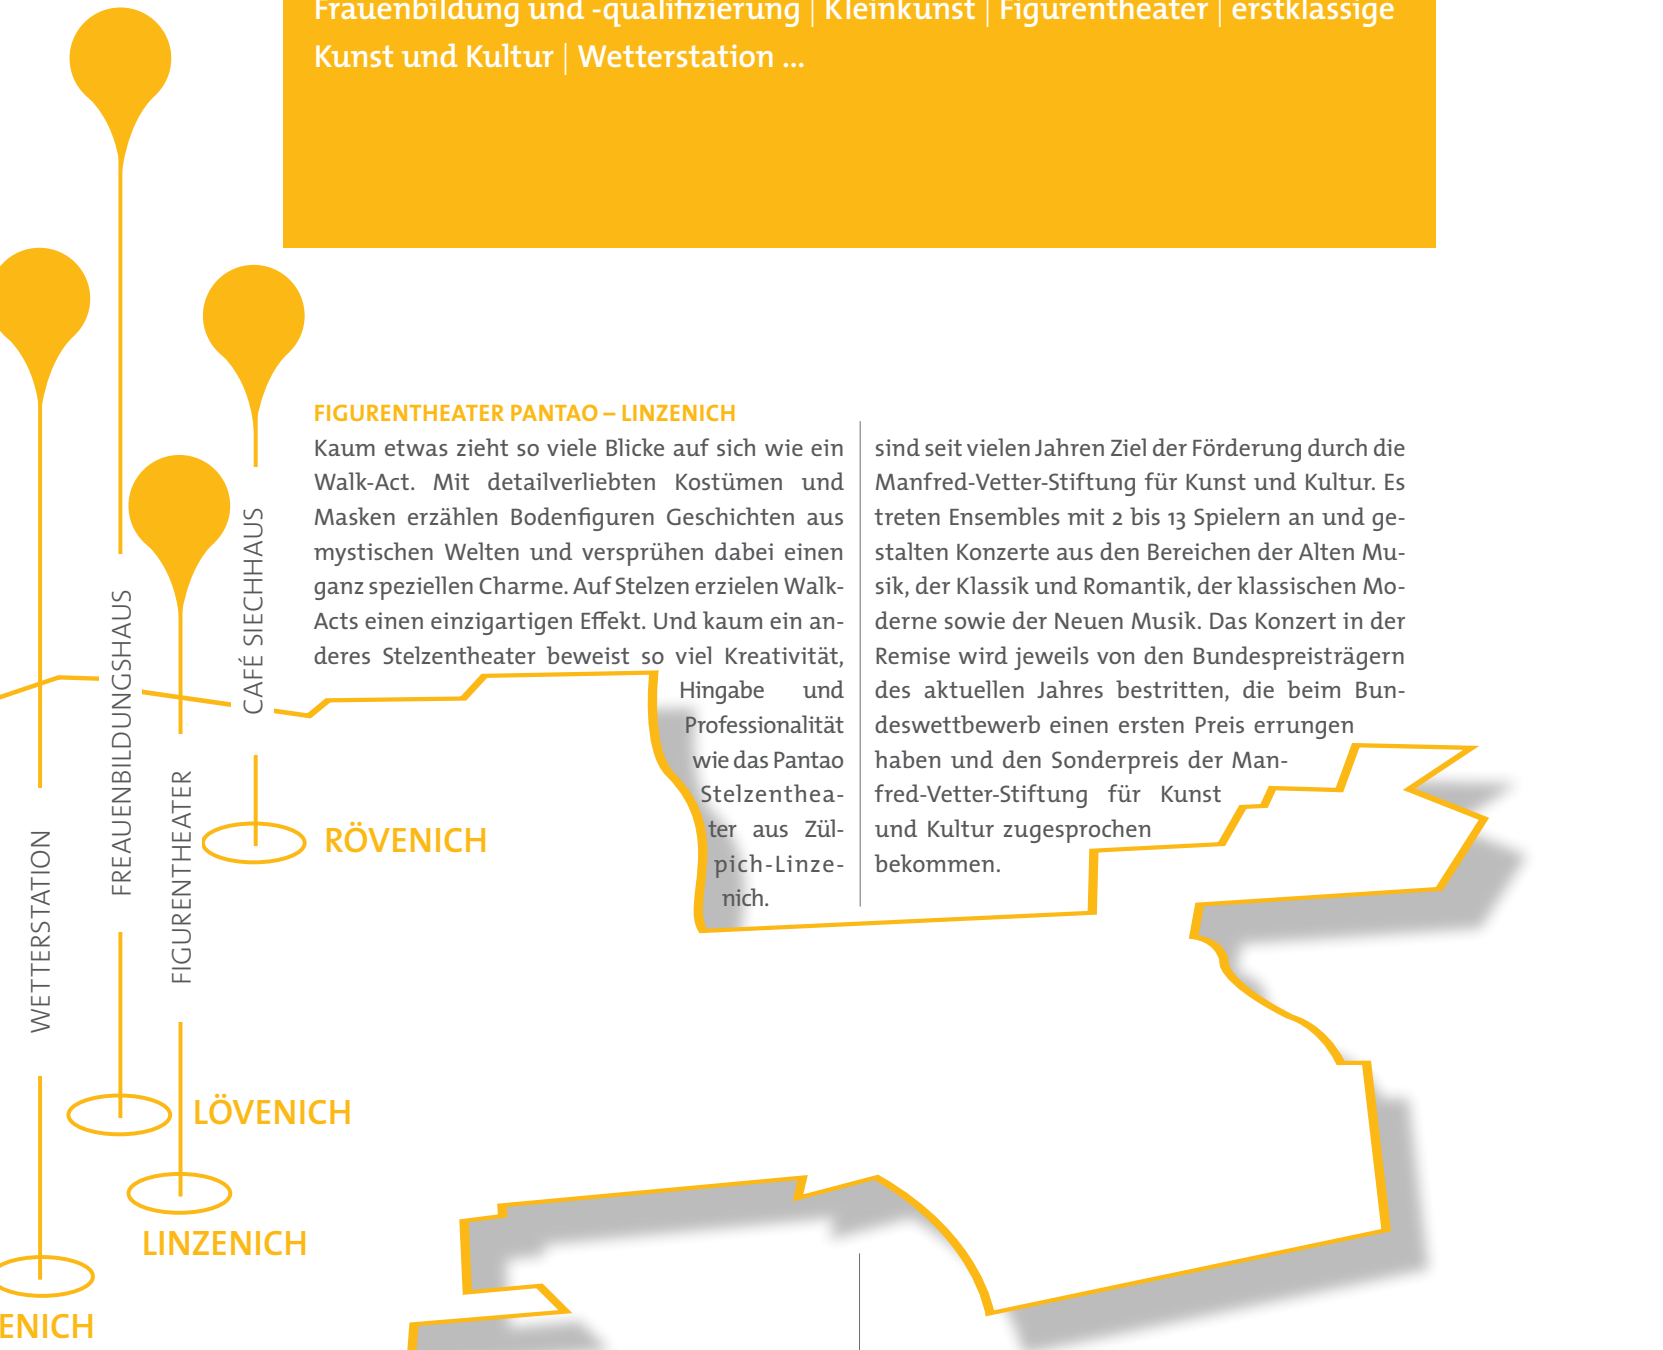 Frauenbildung und -qualifizierung | Kleinkunst | Figurentheater | erstklassige
Kunst und Kultur | Wetterstation ...
FIGURENTHEATER PANTAO – LINZENICH
Kaum etwas zieht so viele Blicke auf sich wie ein
Walk-Act. Mit detailverliebten Kostümen und
Masken erzählen Bodenfiguren Geschichten aus
mystischen Welten und versprühen dabei einen
ganz speziellen Charme. Auf Stelzen erzielen Walk-
Acts einen einzigartigen Effekt. Und kaum ein an-
deres Stelzentheater beweist so viel Kreativität,
Hingabe und
Professionalität
wie das Pantao
Stelzenthea-
ter aus Zül-
pich-Linze-
nich.
sind seit vielen Jahren Ziel der Förderung durch die
Manfred-Vetter-Stiftung für Kunst und Kultur. Es
treten Ensembles mit 2 bis 13 Spielern an und ge-
stalten Konzerte aus den Bereichen der Alten Mu-
sik, der Klassik und Romantik, der klassischen Mo-
derne sowie der Neuen Musik. Das Konzert in der
Remise wird jeweils von den Bundespreisträgern
des aktuellen Jahres bestritten, die beim Bun-
deswettbewerb einen ersten Preis errungen
haben und den Sonderpreis der Man-
fred-Vetter-Stiftung für Kunst
und Kultur zugesprochen
bekommen.
WETTERSTATION
FREAUENBILDUNGSHAUS
FIGURENTHEATER
CAFÉ SIECHHAUS
RÖVENICH
LÖVENICH
LINZENICH
ENICH